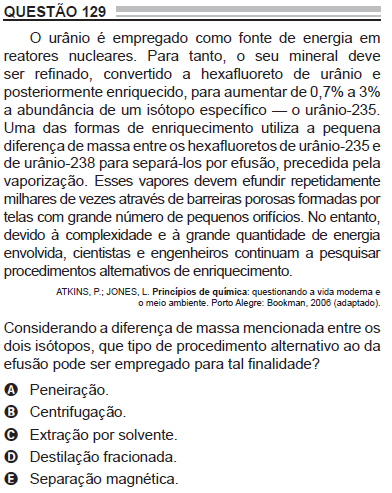 QUESTÃO 129
O urânio é empregado como fonte de energia em
reatores nucleares. Para tanto, o seu mineral deve
ser refinado, convertido a hexafluoreto de urânio e
posteriormente enriquecido, para aumentar de 0,7% a 3%
a abundância de um isótopo específico — o urânio-235.
Uma das formas de enriquecimento utiliza a pequena
diferença de massa entre os hexafluoretos de urânio-235 e
de urânio-238 para separá-los por efusão, precedida pela
vaporização. Esses vapores devem efundir repetidamente
milhares de vezes através de barreiras porosas formadas por
telas com grande número de pequenos orifícios. No entanto,
devido à complexidade e à grande quantidade de energia
envolvida, cientistas e engenheiros continuam a pesquisar
procedimentos alternativos de enriquecimento.
ATKINS, P.; JONES, L. Princípios de química: questionando a vida moderna e
o meio ambiente. Porto Alegre: Bookman, 2006 (adaptado).
Considerando a diferença de massa mencionada entre os
dois isótopos, que tipo de procedimento alternativo ao da
efusão pode ser empregado para tal finalidade?
A Peneiração.
B Centrifugação.
C Extração por solvente.
D Destilação fracionada.
E Separação magnética.